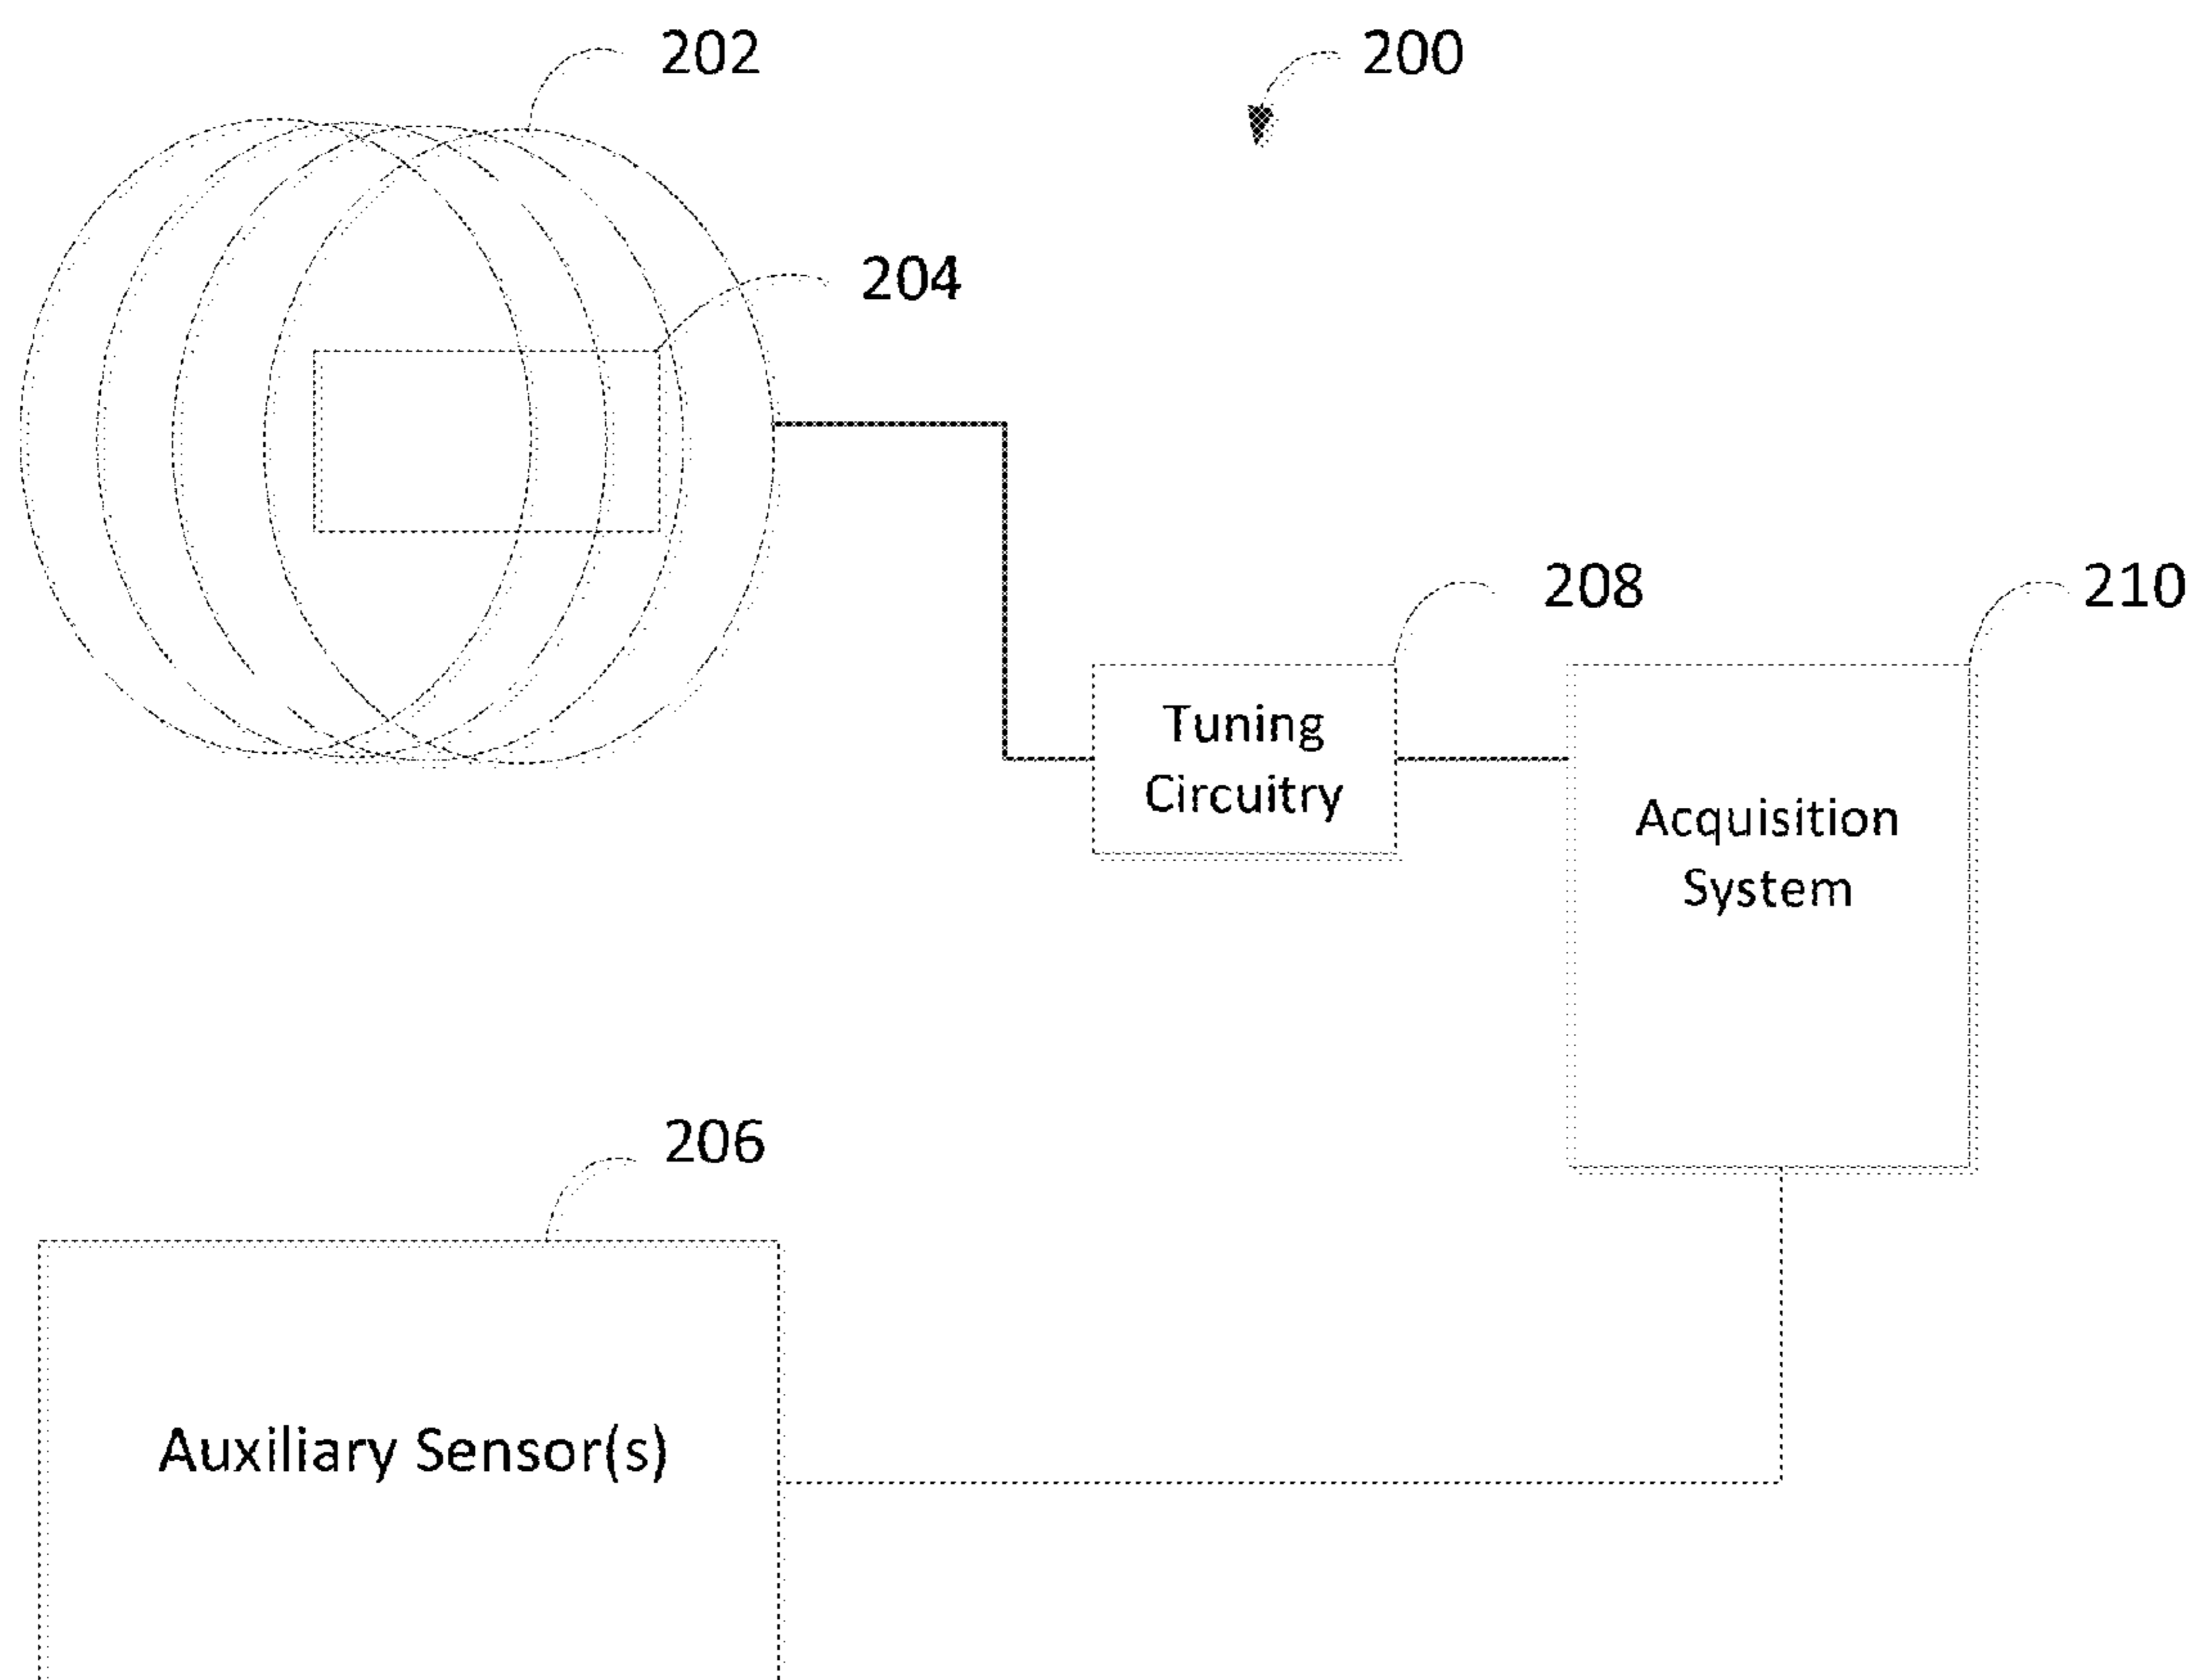 202
200
204
208
210
Tuning
Circuitry
Acquisition
System
206
Auxiliary Sensor(s)